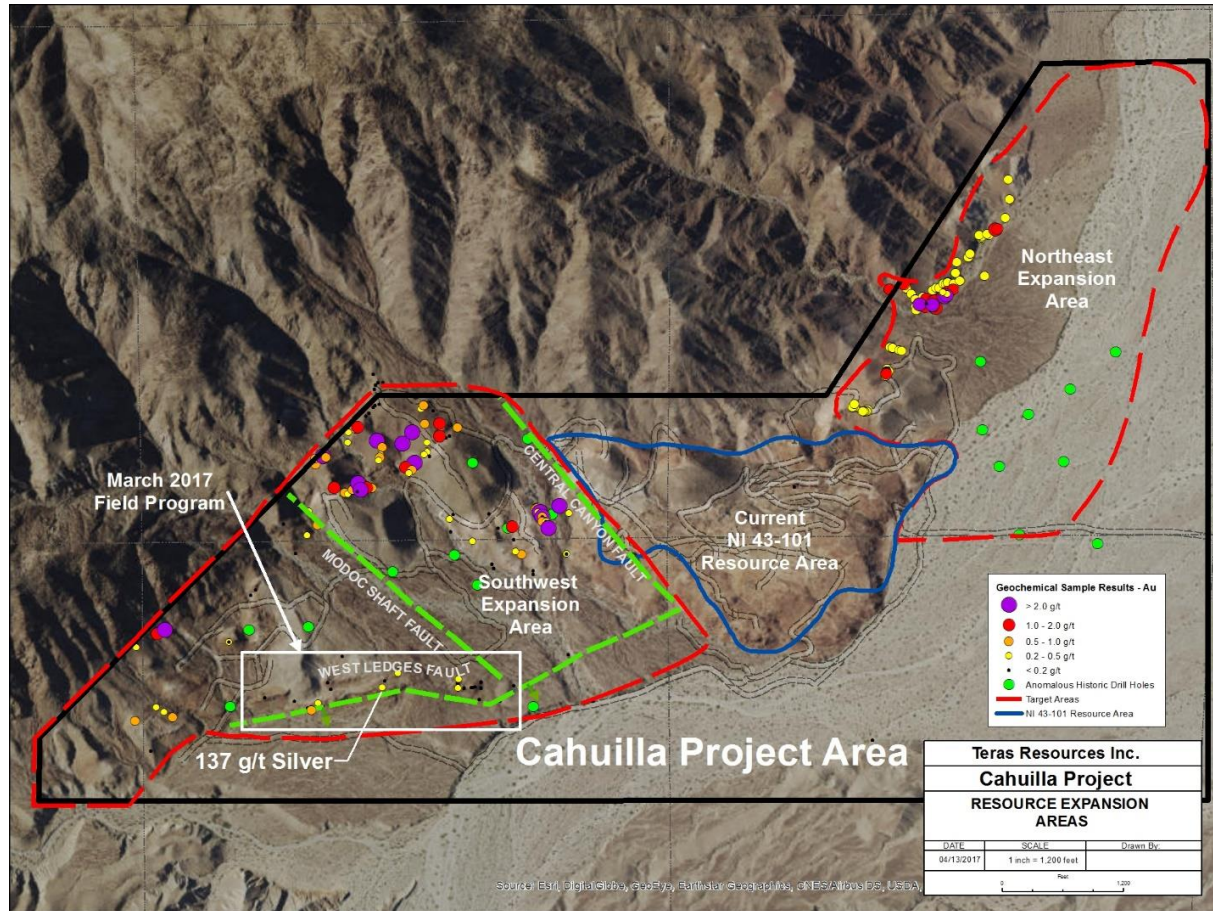 Northeast
Expansion
Area
March 2017
Field Program
CENTRAL CANYON FAULT
Current
NI 43-101
Resource Area
MODOC SHAFT FAULT
Southwest
Expansion
Area
WEST LEDGES FAULT
137 g/t Silver
Cahuilla Project Area
Geochemical Sample Results - Au
> 2.0 g/t
1.0 - 2.0 g/t
0.5 - 1.0 g/t
0.2 - 0.5 g/t
< 0.2 g/t
Anomalous Historic Drill Holes
Target Areas
NI 43-101 Resource Area
Teras Resources Inc.
Cahuilla Project
RESOURCE EXPANSION
AREAS
DATE SCALE Drawn By:
04/13/2017 1 inch = 1,200 feet
Feet
0 1,200
Source: Esri, DigitalGlobe, GeoEye, Earthstar Geographics, CNES/Airbus DS, USDA,